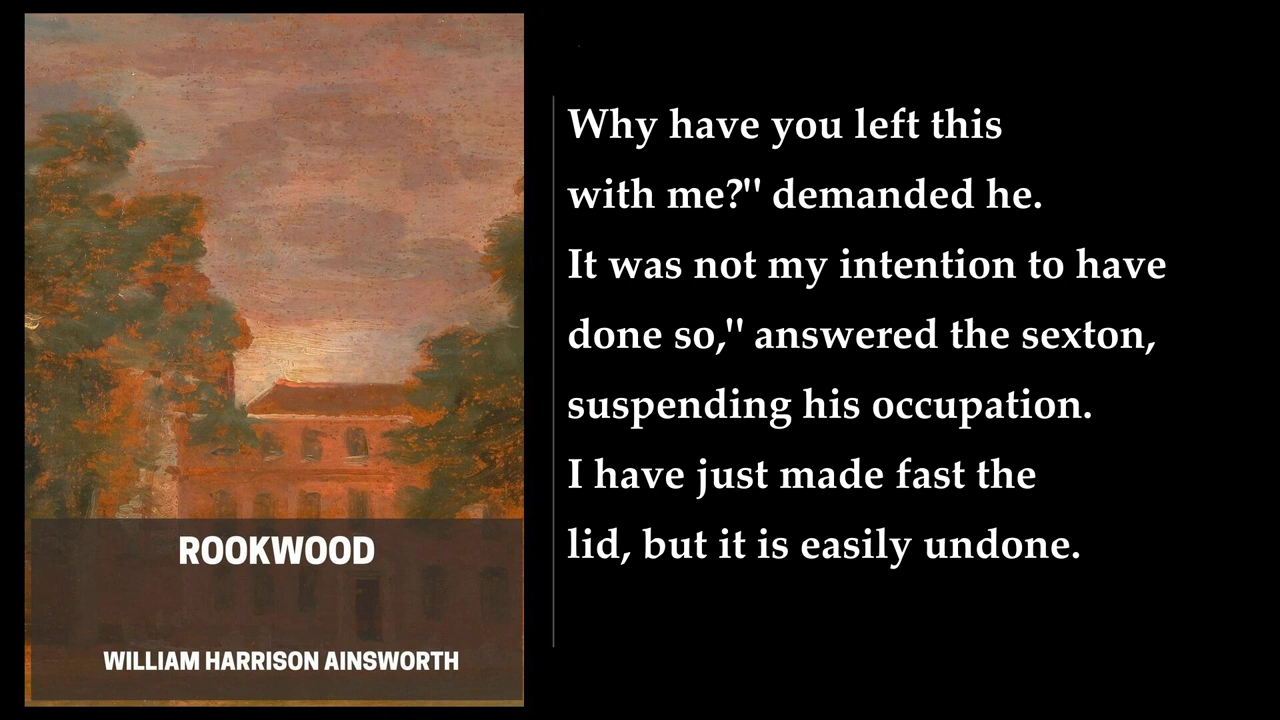 ROOKWOOD
WILLIAM HARRISON AINSWORTH
Why have you left this
with me?" demanded he.
It was not my intention to have
done so," answered the sexton,
suspending his occupation.
I have just made fast the
lid, but it is easily undone.